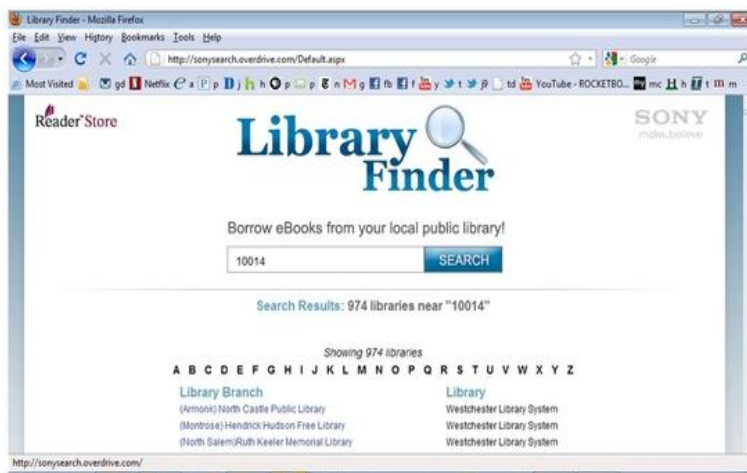 Library Finder - Mozilla Firefox
File Edit View History Bookmarks Tools Help
http://sonysearch.overdrive.com/Default.aspx Google
Most Visited gd Netflix a p j h h p p n M g fb f y t td YouTube - ROCKETBO... mc h t m
Reader Store
SONY
make.believe
Library
Finder
Borrow eBooks from your local public library!
10014 SEARCH
Search Results: 974 libraries near "10014"
Showing 974 libraries
A B C D E F G H I J K L M N O P Q R S T U V W X Y Z
Library Branch Library
(Armonk) North Castle Public Library Westchester Library System
(Montrose) Hendrick Hudson Free Library Westchester Library System
(North Salem)Ruth Keeler Memorial Library Westchester Library System
http://sonysearch.overdrive.com/